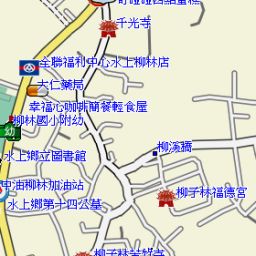 千光寺
全聯福利中心水上柳林店
大仁藥局
幸福心咖啡簡餐輕食屋
柳林國小附幼
幼
水上鄉立圖書館
柳溪橋
中油柳林加油站
柳子林福德宮
水上鄉第十四公墓